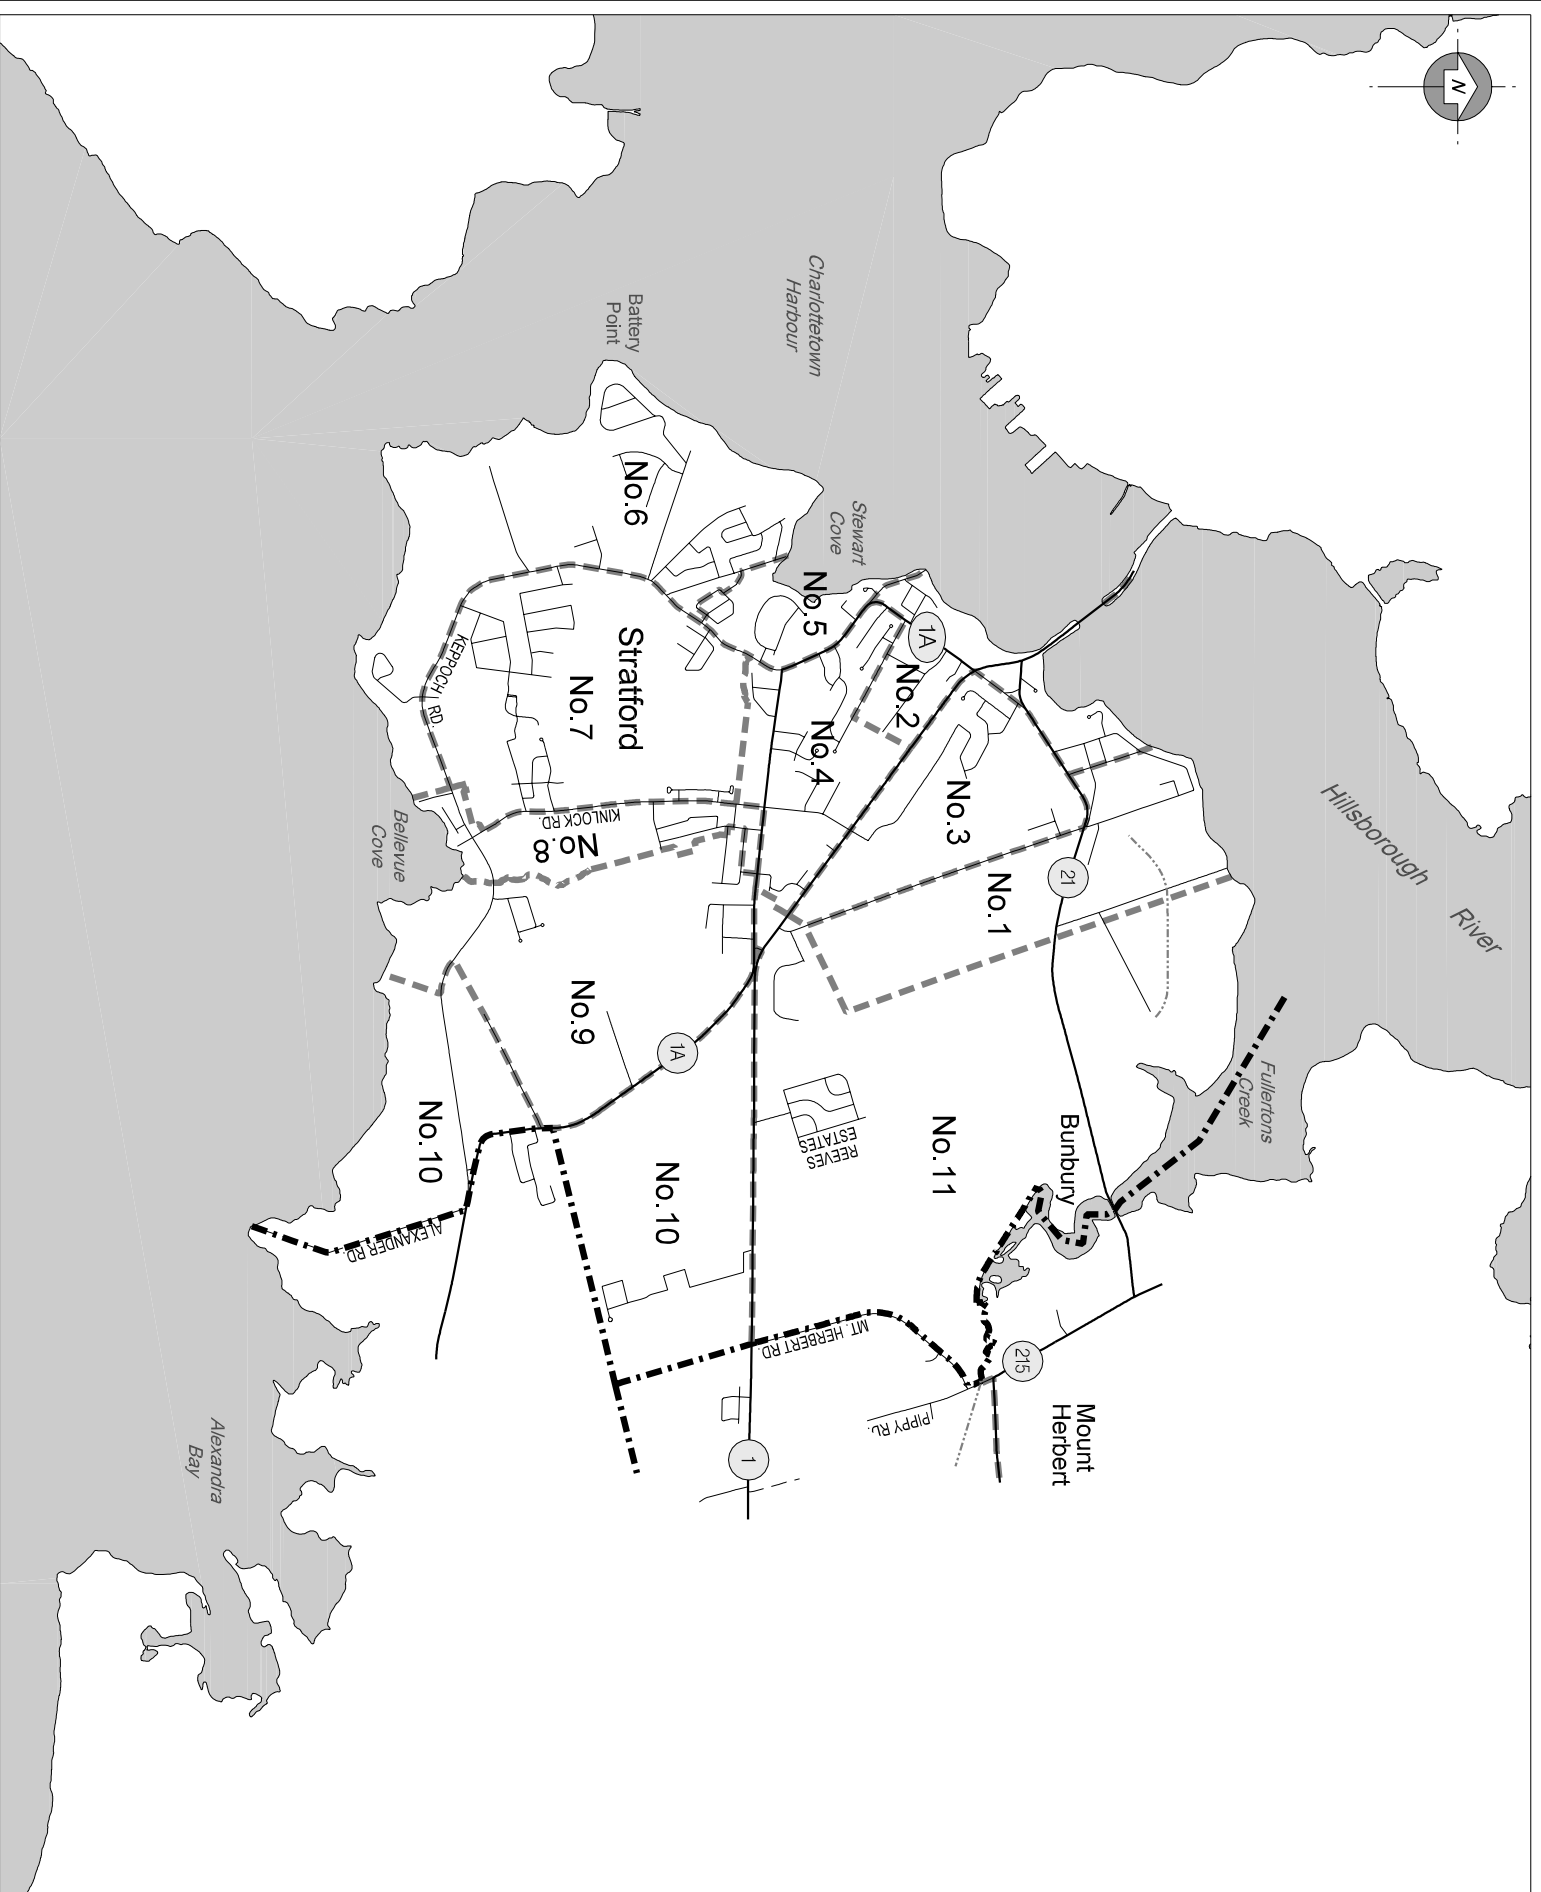 N
Charlottetown
Harbour
Battery
Point
Stewart
Cove
Hillsborough
River
No.6
No.5
1A
No.2
No.4
No.3
Stratford
No.7
KEPPOCH RD.
KINLOCK RD.
No.8
Bellevue
Cove
No.1
21
No.9
1A
No.10
No.10
No.11
REEVES
ESTATES
Bunbury
Fullertons
Creek
ALEXANDER RD.
MT. HERBERT RD.
215
PIPPY RD.
Mount
Herbert
1
Alexandra
Bay